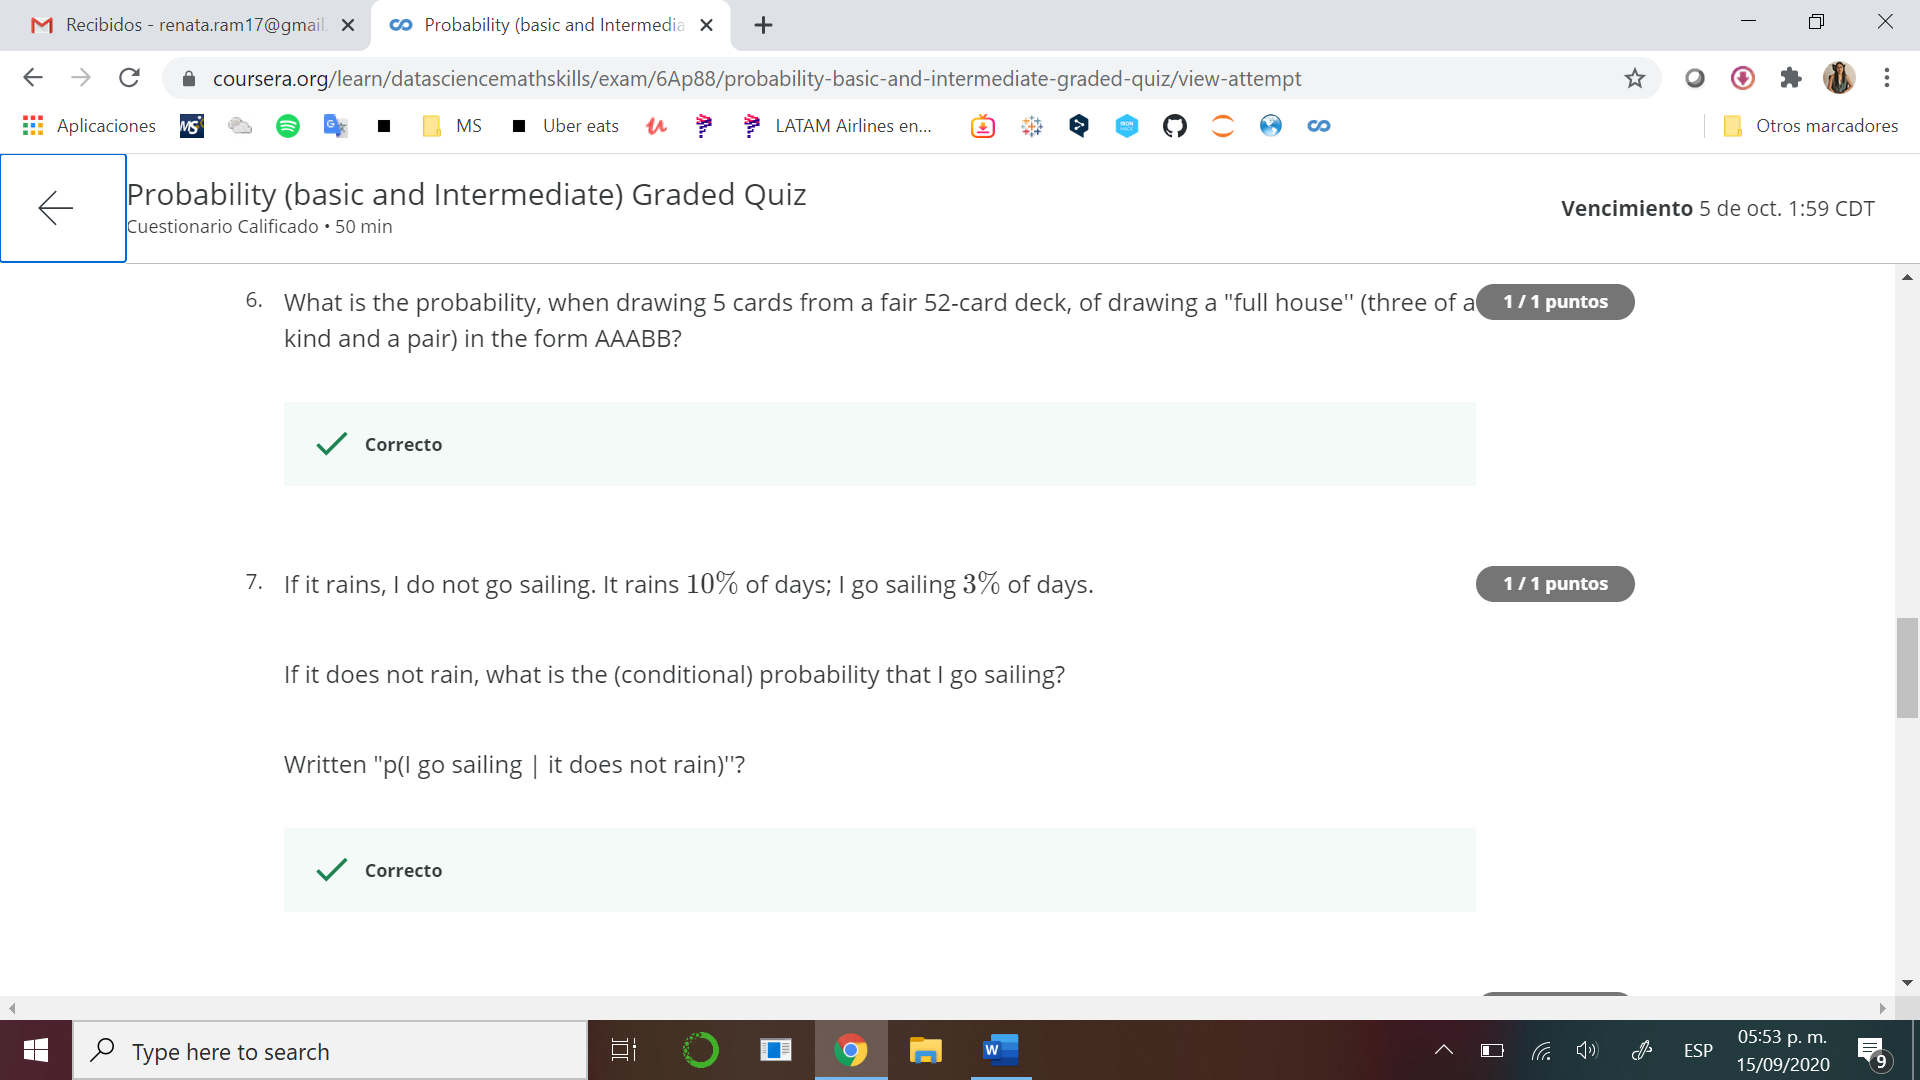 Recibidos - renata.ram17@gmail.
Probability (basic and Intermedia
coursera.org/learn/datasciencemathskills/exam/6Ap88/probability-basic-and-intermediate-graded-quiz/view-attempt
Aplicaciones
MS
MS
Uber eats
LATAM Airlines en...
Otros marcadores
Probability (basic and Intermediate) Graded Quiz
Cuestionario Calificado • 50 min
Vencimiento 5 de oct. 1:59 CDT
6. What is the probability, when drawing 5 cards from a fair 52-card deck, of drawing a "full house'' (three of a
1 / 1 puntos
kind and a pair) in the form AAABB?
Correcto
7. If it rains, I do not go sailing. It rains 10% of days; I go sailing 3% of days.
1 / 1 puntos
If it does not rain, what is the (conditional) probability that I go sailing?
Written "p(I go sailing | it does not rain)''?
Correcto
Type here to search
W
ESP
05:53 p. m.
15/09/2020
9